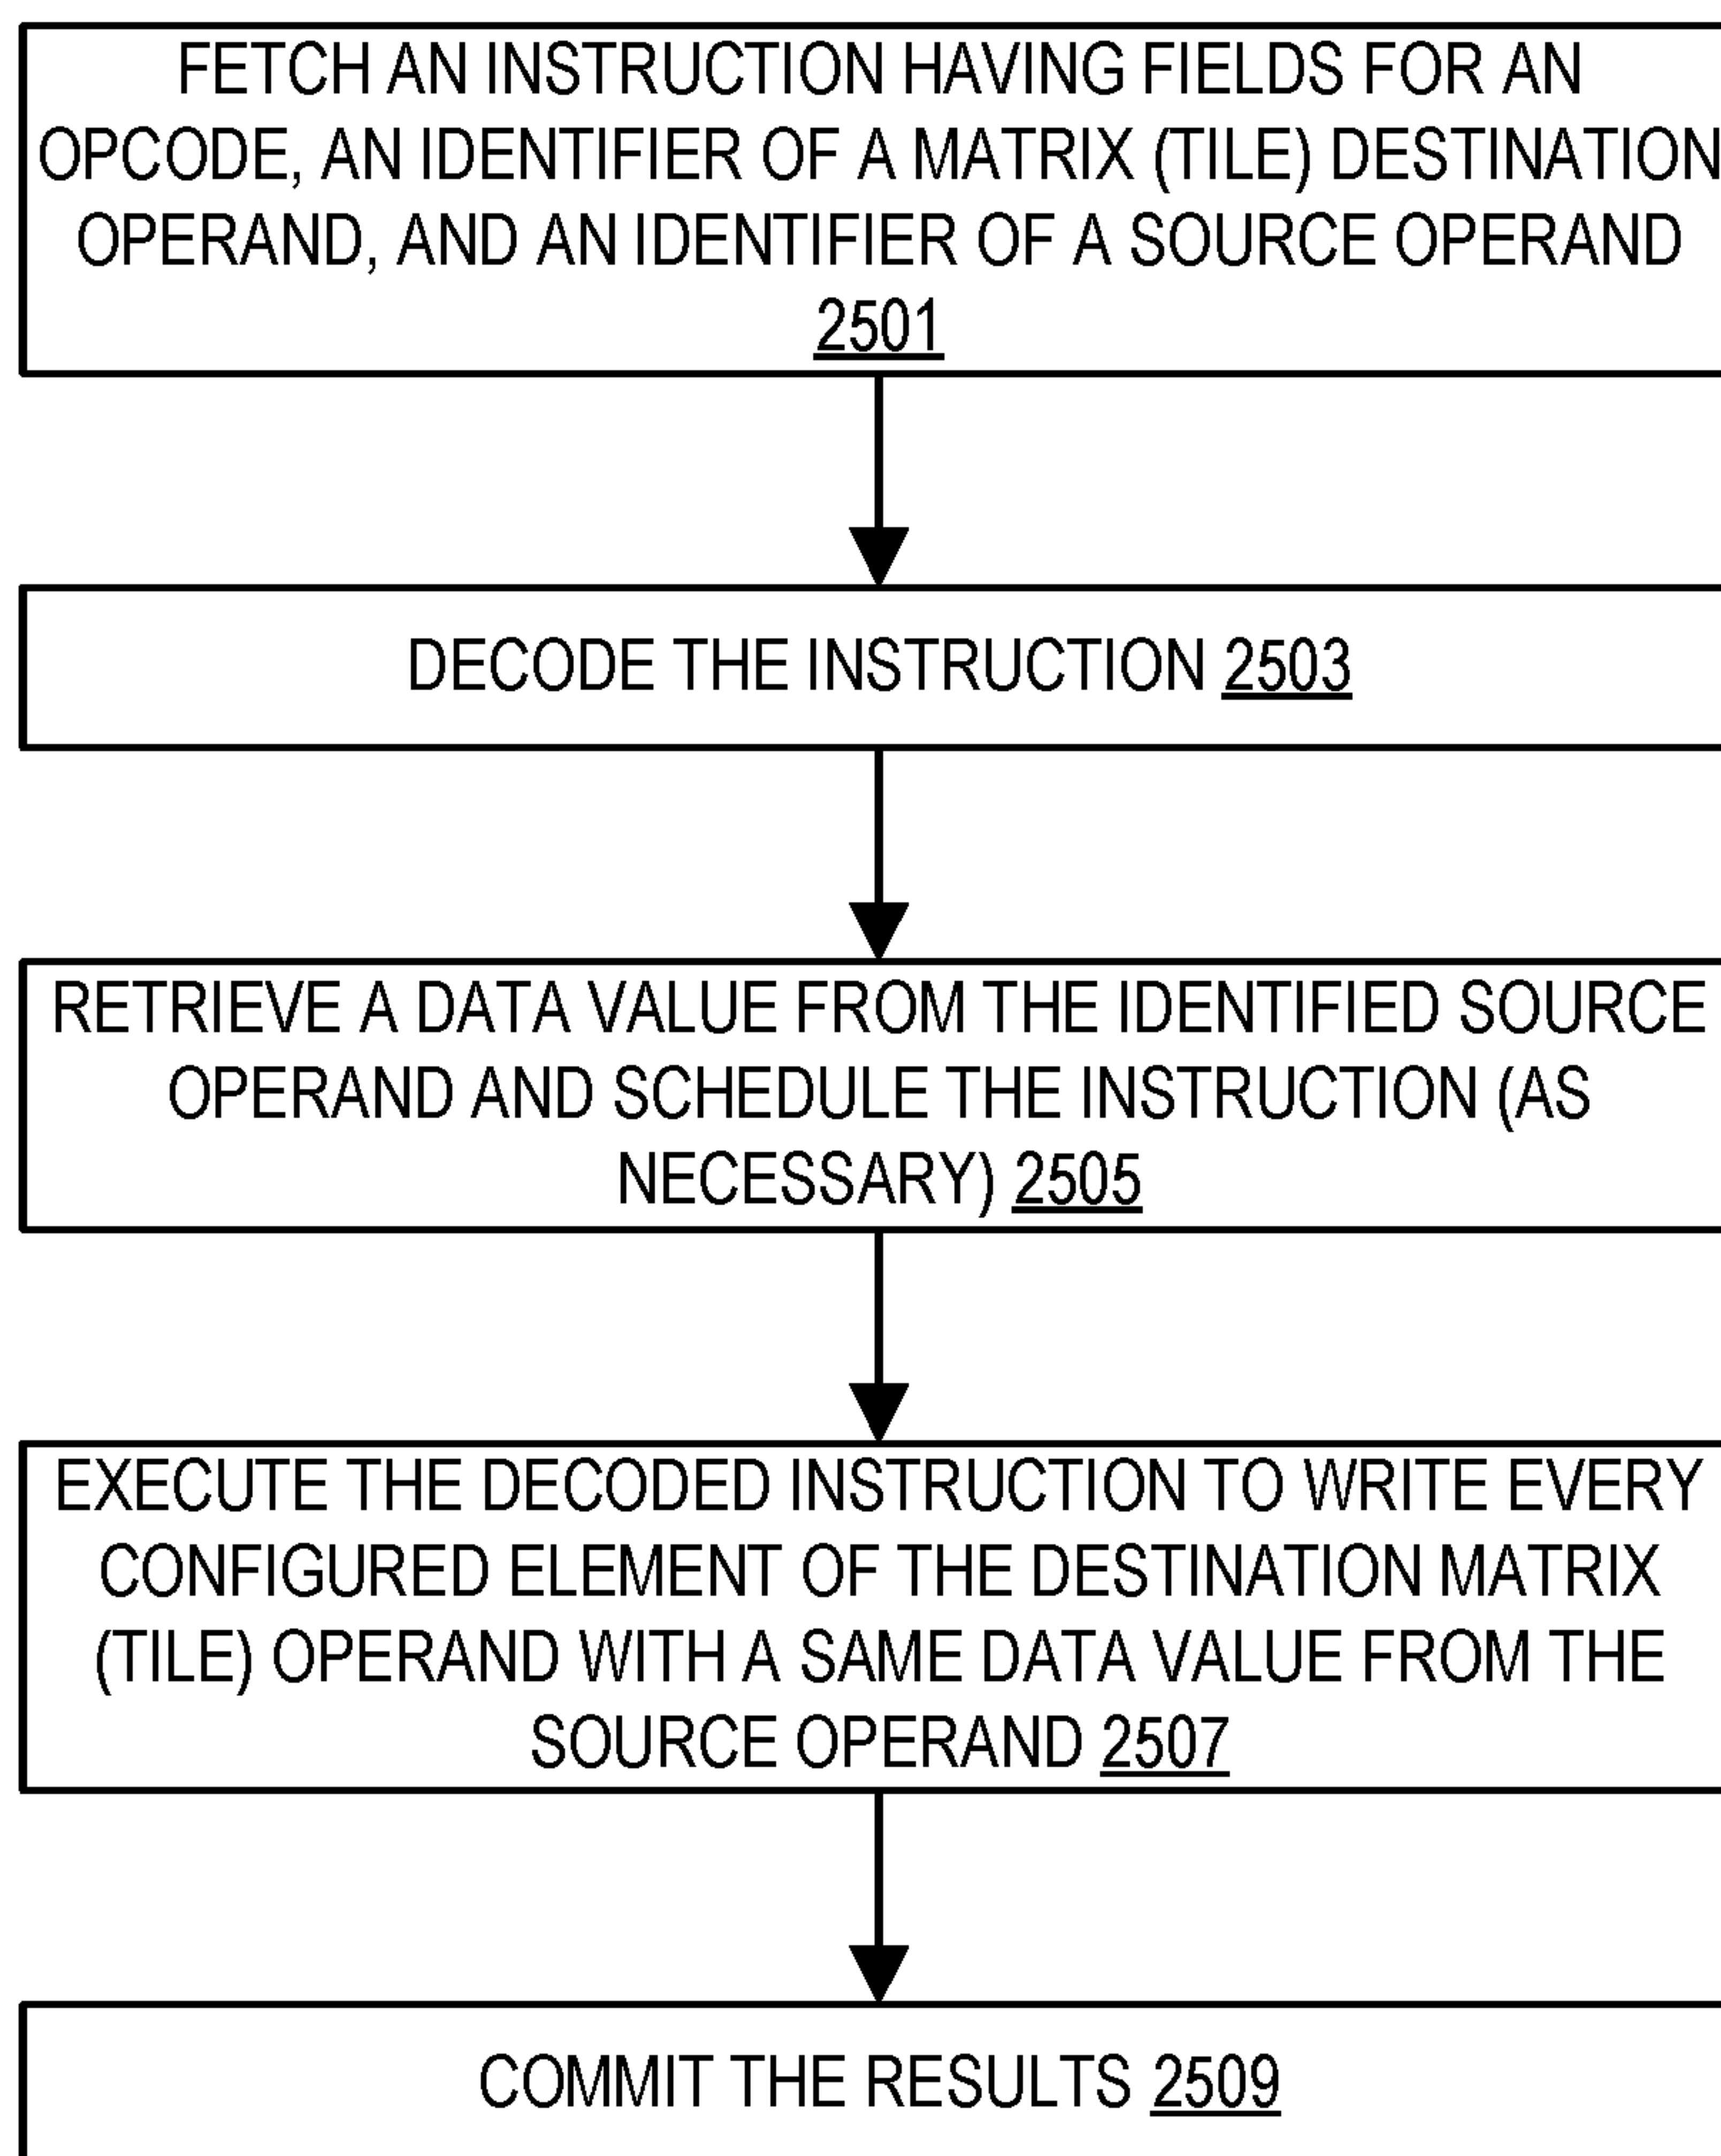 FETCH AN INSTRUCTION HAVING FIELDS FOR AN
OPCODE, AN IDENTIFIER OF A MATRIX (TILE) DESTINATION
OPERAND, AND AN IDENTIFIER OF A SOURCE OPERAND
2501
DECODE THE INSTRUCTION 2503
RETRIEVE A DATA VALUE FROM THE IDENTIFIED SOURCE
OPERAND AND SCHEDULE THE INSTRUCTION (AS
NECESSARY) 2505
EXECUTE THE DECODED INSTRUCTION TO WRITE EVERY
CONFIGURED ELEMENT OF THE DESTINATION MATRIX
(TILE) OPERAND WITH A SAME DATA VALUE FROM THE
SOURCE OPERAND 2507
COMMIT THE RESULTS 2509